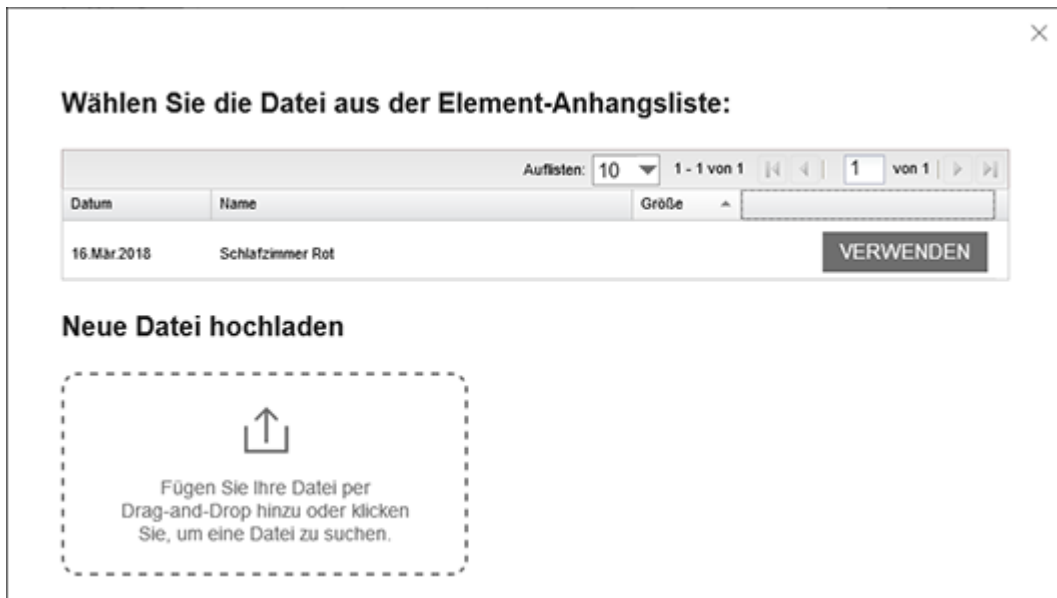 Wählen Sie die Datei aus der Element-Anhangsliste:
Auflisten: 10 1 - 1 von 1 1 von 1
Datum Name Größe
16.Mär.2018 Schlafzimmer Rot VERWENDEN
Neue Datei hochladen
Fügen Sie Ihre Datei per
Drag-and-Drop hinzu oder klicken
Sie, um eine Datei zu suchen.